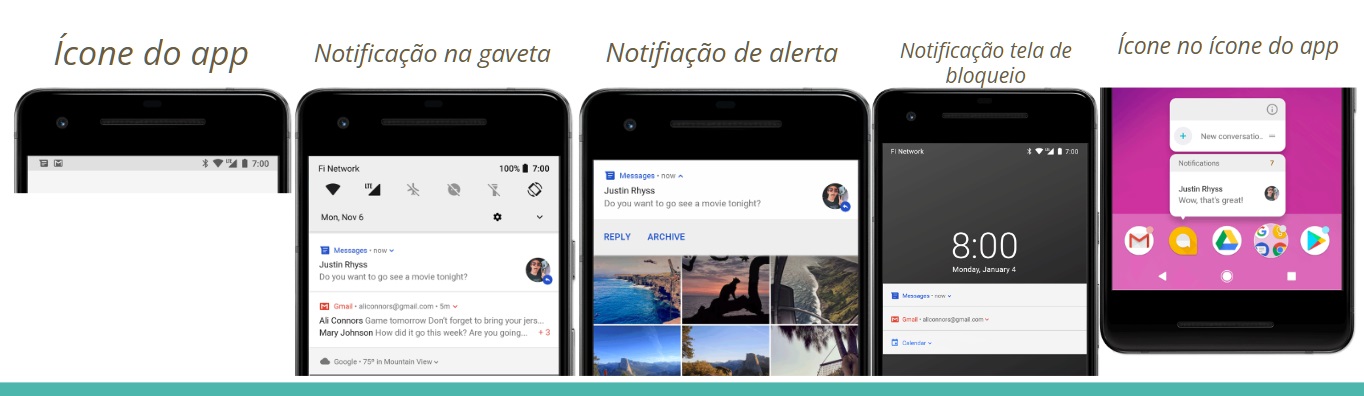 Ícone do app
7:00
Notificação na gaveta
Fi Network 100% 7:00
LTE
Mon, Nov 6
Messages • now
Justin Rhyss
Do you want to go see a movie tonight?
Gmail • aliconnors@gmail.com • 5m
Ali Connors Game tomorrow Don't forget to bring your jers...
Mary Johnson How did it go this week? Are you going... + 3
Google • 75º in Mountain View
Notifiação de alerta
Messages • now
Justin Rhyss
Do you want to go see a movie tonight?
REPLY ARCHIVE
Notificação tela de
bloqueio
Fi Network 7:00
8:00
Monday, January 4
Messages • now
Gmail • aliconnors@gmail.com
Calendar
Ícone no ícone do app
New conversatio..
Notifications 7
Justin Rhyss
Wow, that's great!